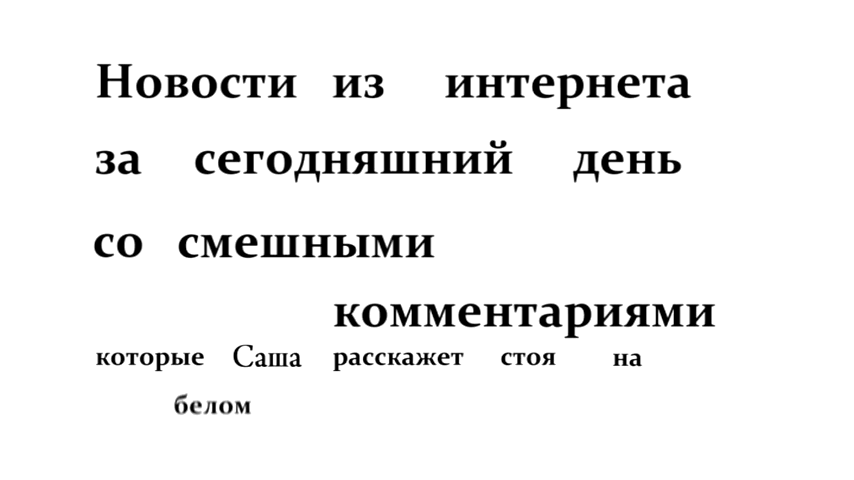 Новости из интернета
за сегодняшний день
со смешными
комментариями
которые Саша расскажет стоя на
белом